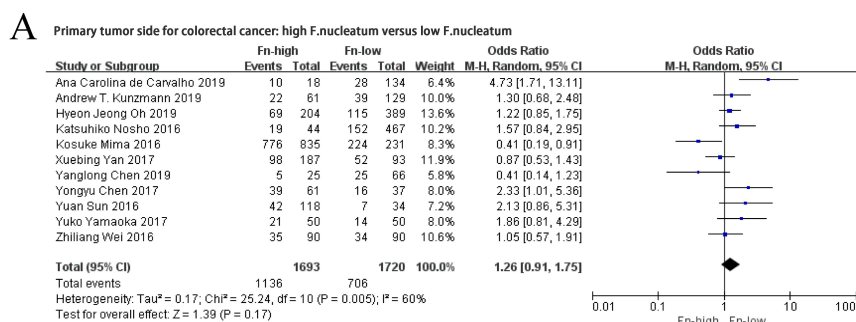 A
Primary tumor side for colorectal cancer: high F.nucleatum versus low F.nucleatum
Fn-high Fn-low Odds Ratio Odds Ratio
Study or Subgroup Events Total Events Total Weight M-H, Random, 95% CI M-H, Random, 95% CI
Ana Carolina de Carvalho 2019 10 18 28 134 6.4% 4.73 [1.71, 13.11]
Andrew T. Kunzmann 2019 22 61 39 129 10.0% 1.30 [0.68, 2.48]
Hyeon Jeong Oh 2019 69 204 115 389 13.6% 1.22 [0.85, 1.75]
Katsuhiko Nosho 2016 19 44 152 467 10.3% 1.57 [0.84, 2.95]
Kosuke Mima 2016 776 835 224 231 8.3% 0.41 [0.19, 0.91]
Xuebing Yan 2017 98 187 52 93 11.9% 0.87 [0.53, 1.43]
Yanglong Chen 2019 5 25 25 66 5.8% 0.41 [0.14, 1.23]
Yongyu Chen 2017 39 61 16 37 7.9% 2.33 [1.01, 5.36]
Yuan Sun 2016 42 118 7 34 7.2% 2.13 [0.86, 5.31]
Yuko Yamaoka 2017 21 50 14 50 8.0% 1.86 [0.81, 4.29]
Zhiliang Wei 2016 35 90 34 90 10.6% 1.05 [0.57, 1.91]
Total (95% CI) 1693 1720 100.0% 1.26 [0.91, 1.75]
Total events 1136 706
Heterogeneity: Tau² = 0.17; Chi² = 25.24, df = 10 (P = 0.005); I² = 60%
Test for overall effect: Z = 1.39 (P = 0.17)
0.01 0.1 1 10 100
Fn-high Fn-low